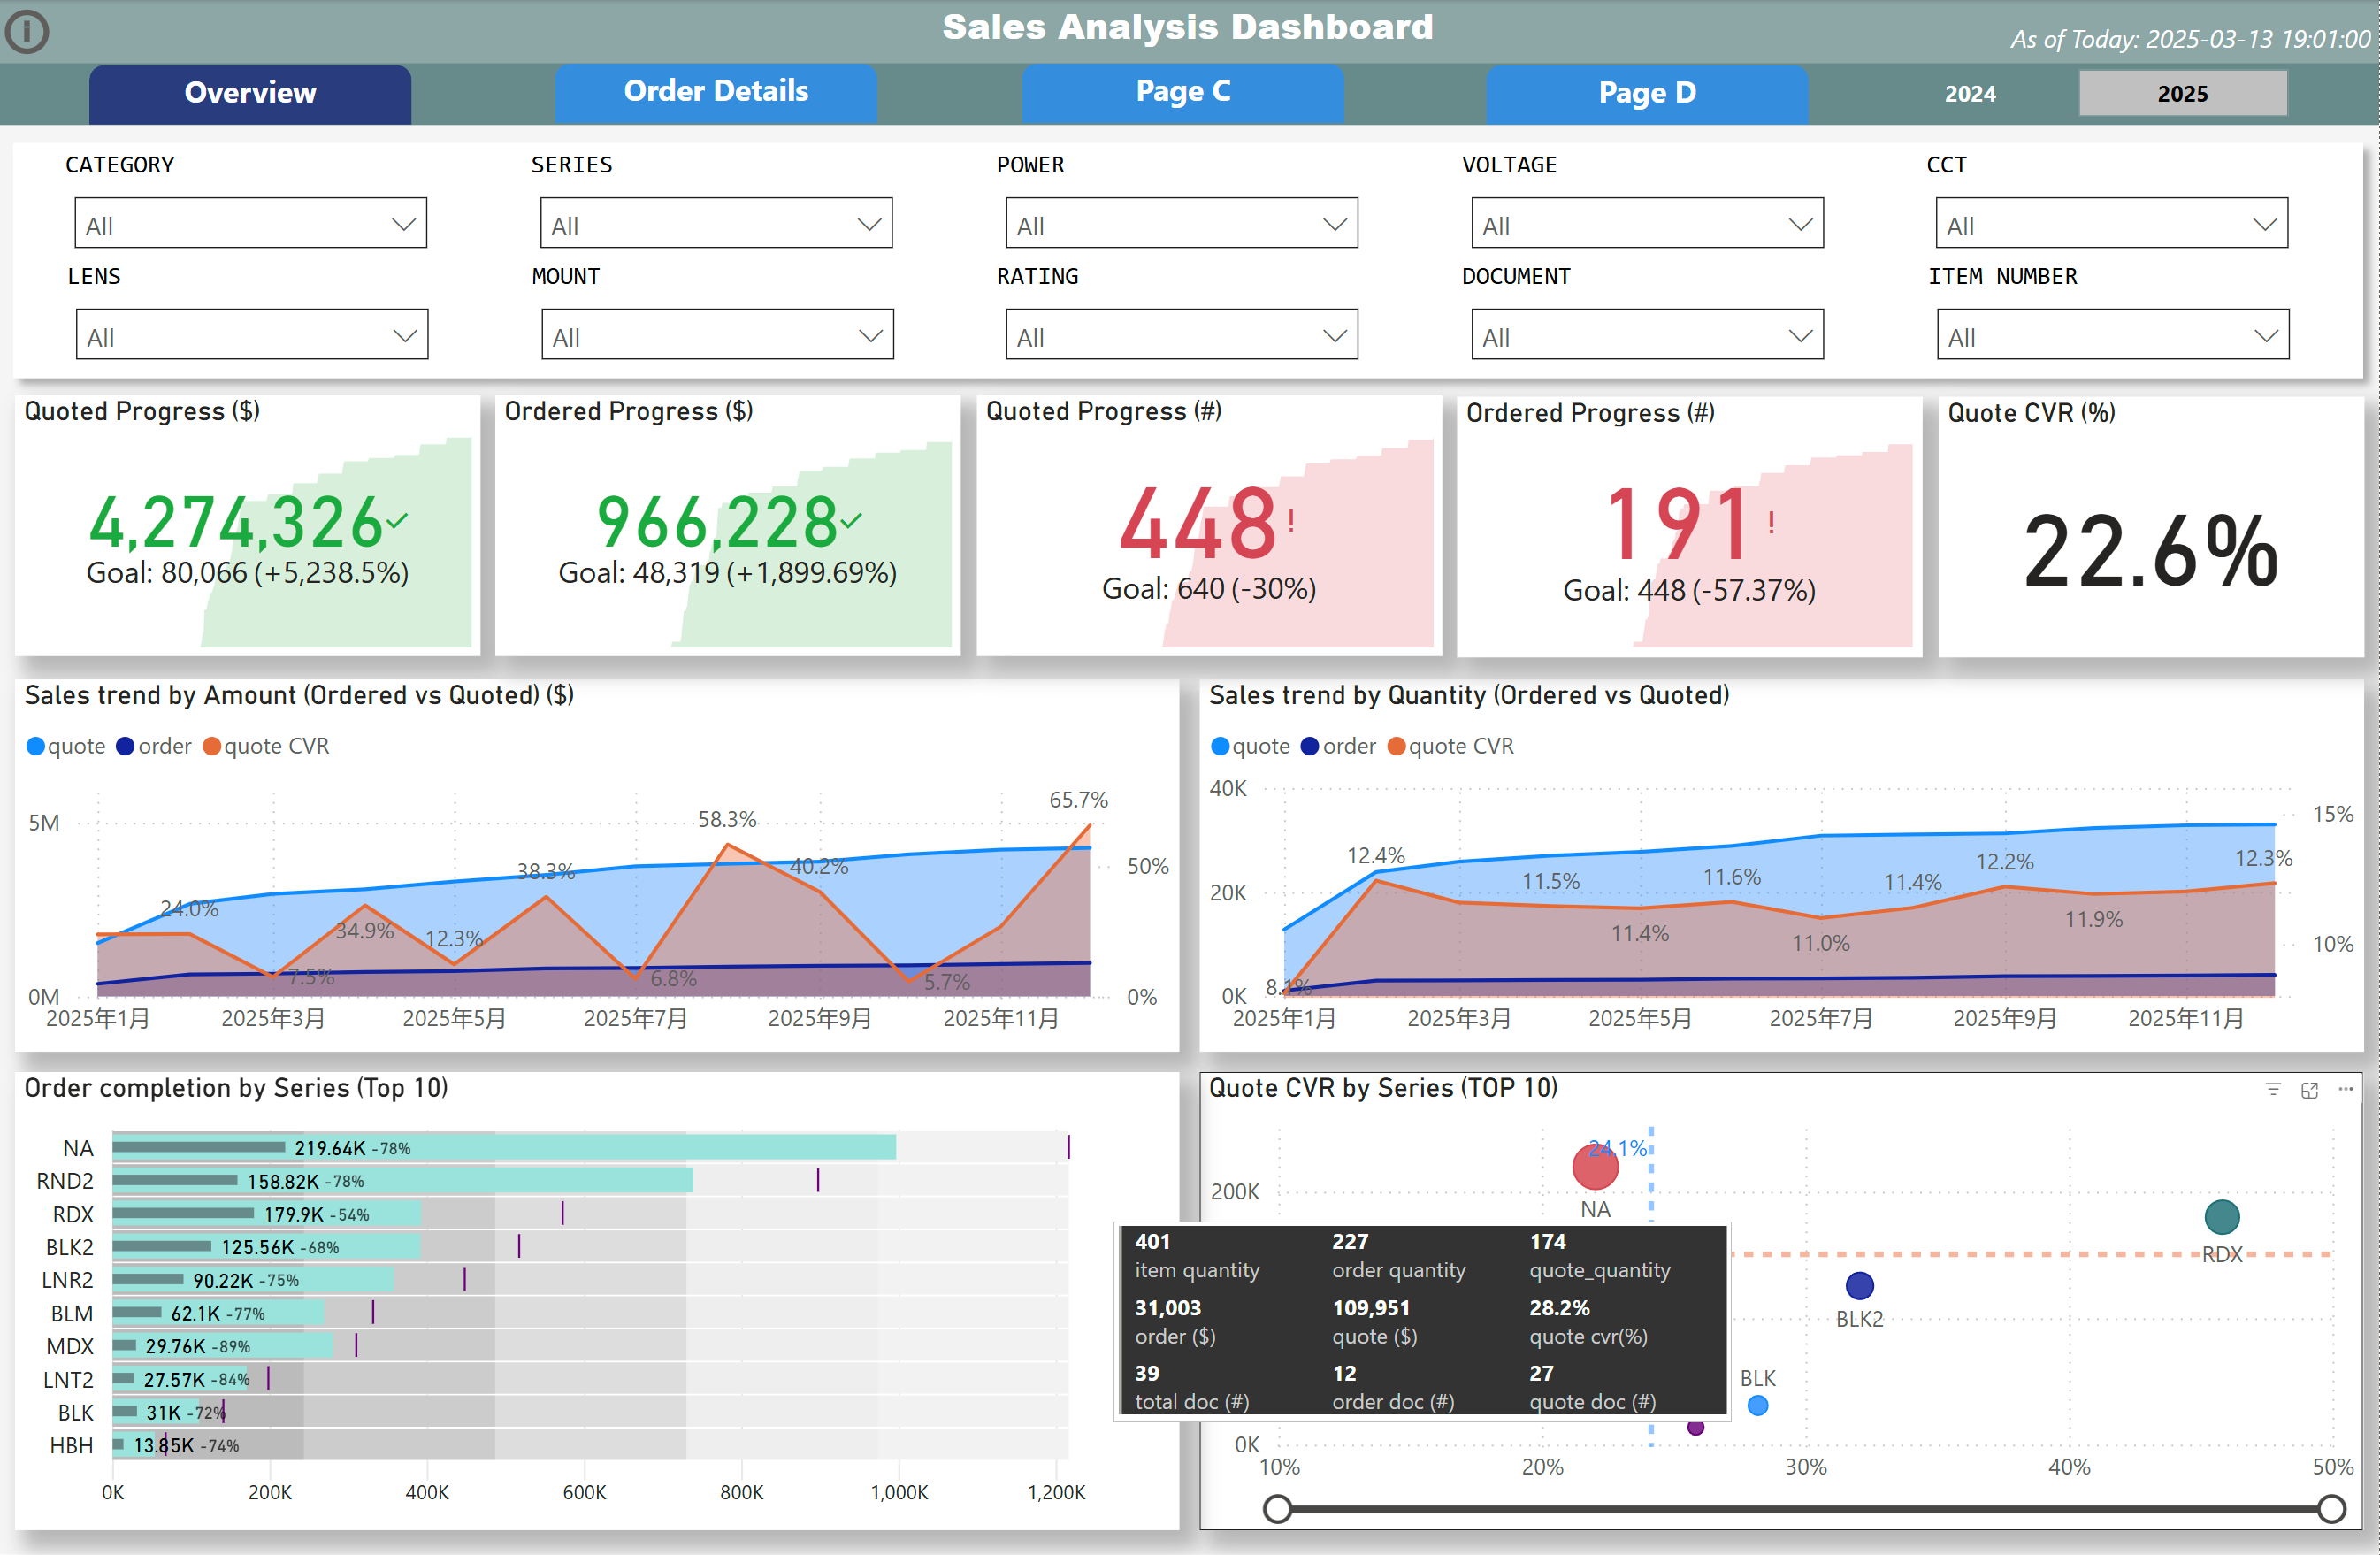 Sales Analysis Dashboard
As of Today: 2025-03-13 19:01:00
Overview
Order Details
Page C
Page D
2024
2025
CATEGORY
SERIES
POWER
VOLTAGE
CCT
All
All
All
All
All
LENS
MOUNT
RATING
DOCUMENT
ITEM NUMBER
All
All
All
All
All
Quoted Progress ($)
4,274,326
Goal: 80,066 (+5,238.5%)
Ordered Progress ($)
966,228
Goal: 48,319 (+1,899.69%)
Quoted Progress (#)
448!
Goal: 640 (-30%)
Ordered Progress (#)
191!
Goal: 448 (-57.37%)
Quote CVR (%)
22.6%
Sales trend by Amount (Ordered vs Quoted) ($)
quote order quote CVR
5M
0M
50%
0%
24.0%
7.5%
34.9%
12.3%
38.3%
6.8%
58.3%
40.2%
5.7%
65.7%
2025年1月
2025年3月
2025年5月
2025年7月
2025年9月
2025年11月
Sales trend by Quantity (Ordered vs Quoted)
quote order quote CVR
40K
20K
0K
15%
10%
8.1%
12.4%
11.5%
11.4%
11.6%
11.0%
11.4%
12.2%
11.9%
12.3%
2025年1月
2025年3月
2025年5月
2025年7月
2025年9月
2025年11月
Order completion by Series (Top 10)
NA 219.64K -78%
RND2 158.82K -78%
RDX 179.9K -54%
BLK2 125.56K -68%
LNR2 90.22K -75%
BLM 62.1K -77%
MDX 29.76K -89%
LNT2 27.57K -84%
BLK 31K -72%
HBH 13.85K -74%
0K 200K 400K 600K 800K 1,000K 1,200K
Quote CVR by Series (TOP 10)
24.1%
200K
0K
NA
RDX
BLK2
BLK
401 227 174
item quantity order quantity quote_quantity
31,003 109,951 28.2%
order ($) quote ($) quote cvr(%)
39 12 27
total doc (#) order doc (#) quote doc (#)
10% 20% 30% 40% 50%